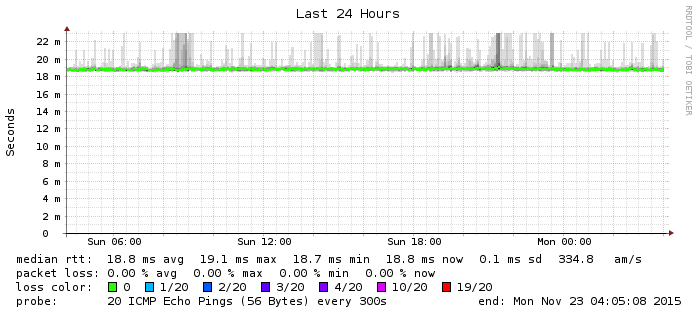 Last 24 Hours
RRDTOOL / TOBI OETIKER
Seconds
22 m
20 m
18 m
16 m
14 m
12 m
10 m
8 m
6 m
4 m
2 m
0
Sun 06:00 Sun 12:00 Sun 18:00 Mon 00:00
median rtt: 18.8 ms avg 19.1 ms max 18.7 ms min 18.8 ms now 0.1 ms sd 334.8 am/s
packet loss: 0.00 % avg 0.00 % max 0.00 % min 0.00 % now
loss color: 0 1/20 2/20 3/20 4/20 10/20 19/20
probe: 20 ICMP Echo Pings (56 Bytes) every 300s end: Mon Nov 23 04:05:08 2015